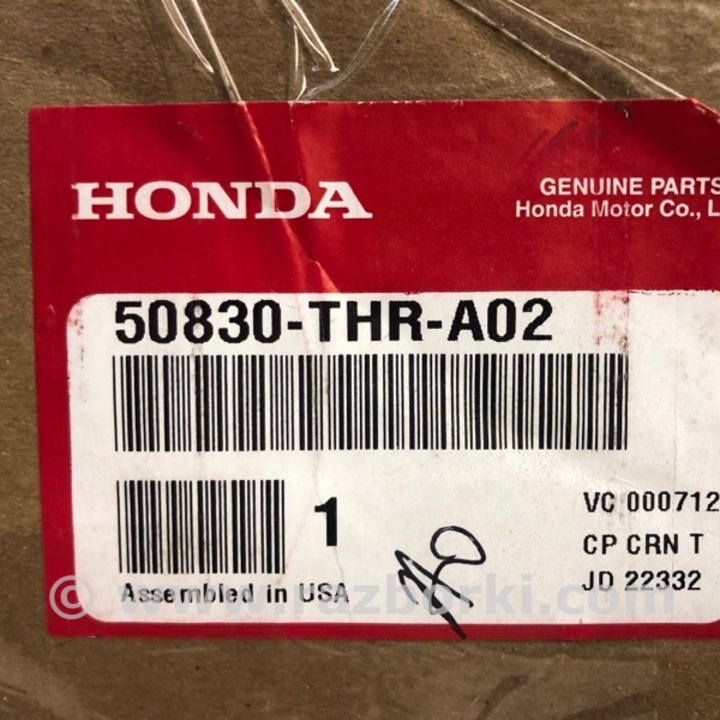 HONDA
GENUINE PARTS
Honda Motor Co., L
50830-THR-A02
1
VC 000712
CP CRN T
JD 22332
Assembled in USA
© www.razborki.com